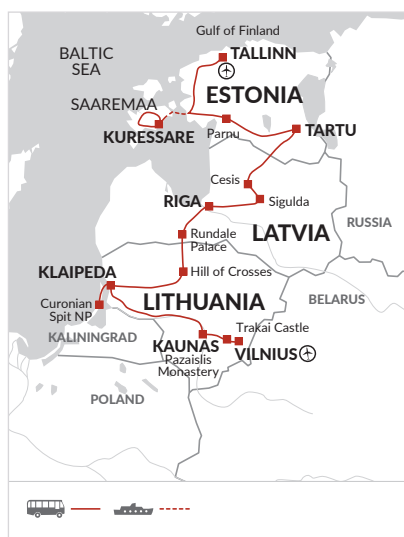 Gulf of Finland
BALTIC
SEA
TALLINN
ESTONIA
SAAREMAA
KURESSARE
Parnu
TARTU
Cesis
RIGA
Sigulda
RUSSIA
LATVIA
Rundale
Palace
KLAIPEDA
Hill of Crosses
LITHUANIA
BELARUS
Curonian
Spit NP
KALININGRAD
Trakai Castle
KAUNAS
VILNIUS
Pazaislis
Monastery
POLAND